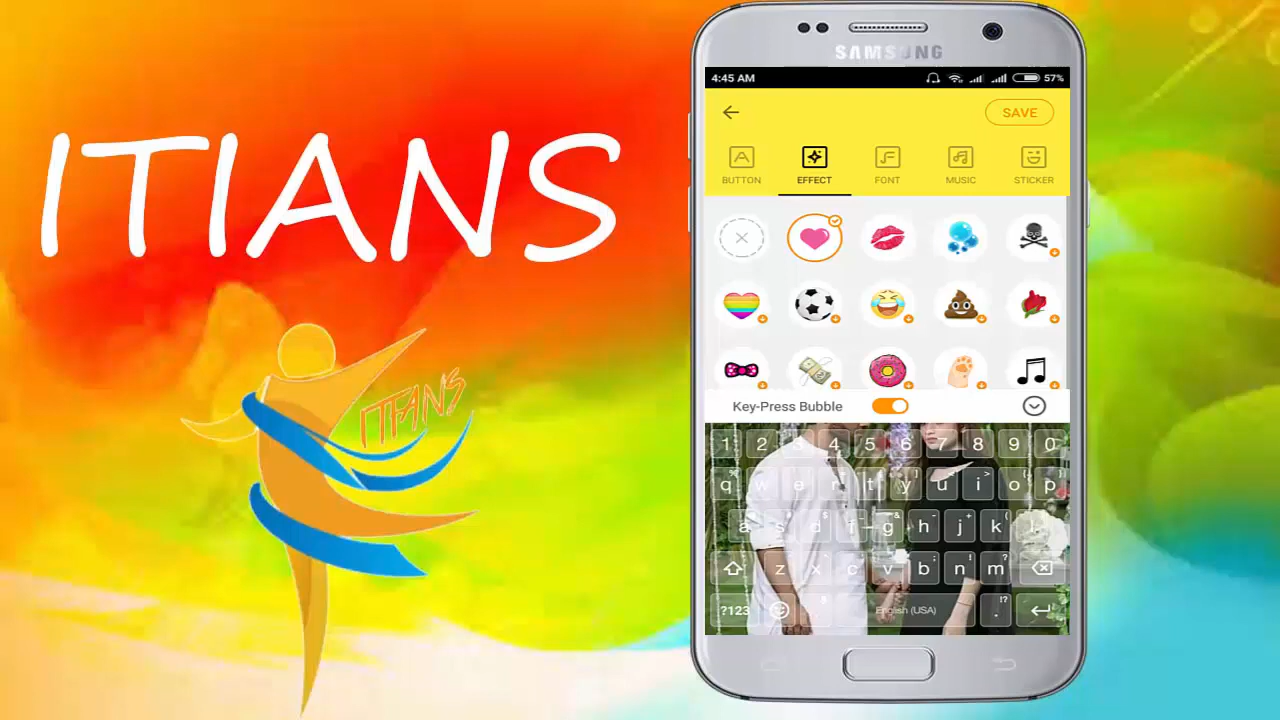 ITIANS
ITIANS
SAMSUNG
4:45 AM 57%
SAVE
BUTTON EFFECT FONT MUSIC STICKER
Key-Press Bubble
1 2 3 4 5 6 7 8 9 0
q w e r t y u i o p
a s d f g h j k l
z x c v b n m
?123 English (USA) . !?